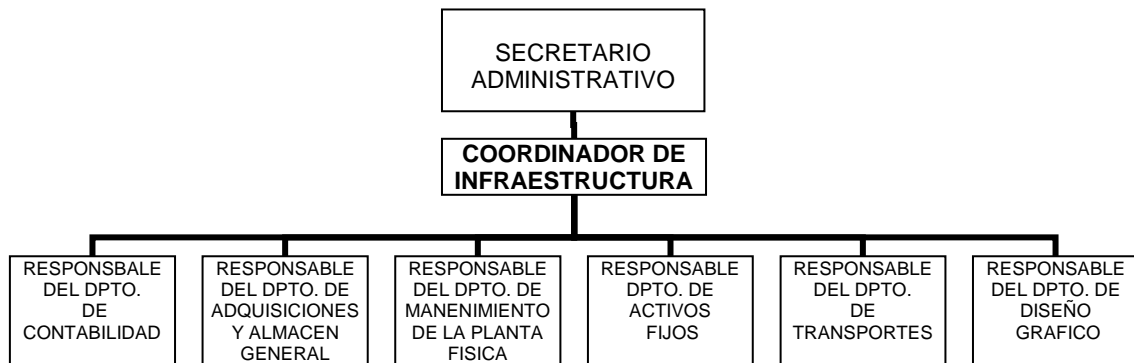 SECRETARIO
ADMINISTRATIVO
COORDINADOR DE
INFRAESTRUCTURA
RESPONSBALE
DEL DPTO.
DE
CONTABILIDAD
RESPONSABLE
DEL DPTO. DE
ADQUISICIONES
Y ALMACEN
GENERAL
RESPONSABLE
DEL DPTO. DE
MANENIMIENTO
DE LA PLANTA
FISICA
RESPONSABLE
DPTO. DE
ACTIVOS
FIJOS
RESPONSABLE
DEL DPTO.
DE
TRANSPORTES
RESPONSABLE
DEL DPTO. DE
DISEÑO
GRAFICO